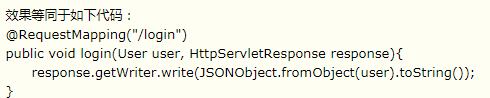 效果等同于如下代码：
@RequestMapping("/login")
public void login(User user, HttpServletResponse response){
response.getWriter.write(JSONObject.fromObject(user).toString());
}